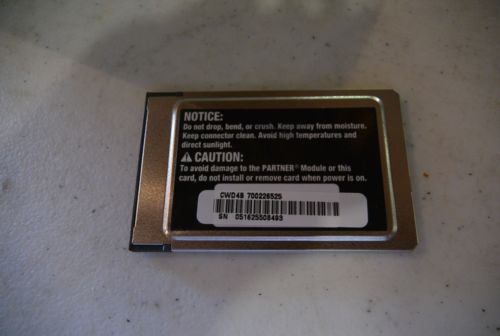 NOTICE:
Do not drop, bend, or crush. Keep away from moisture.
Keep connector clean. Avoid high temperatures and
direct sunlight.
⚠ CAUTION:
To avoid damage to the PARTNER® Module or this
card, do not install or remove card when power is on.
CWD4B 700226525
SN 051625508493